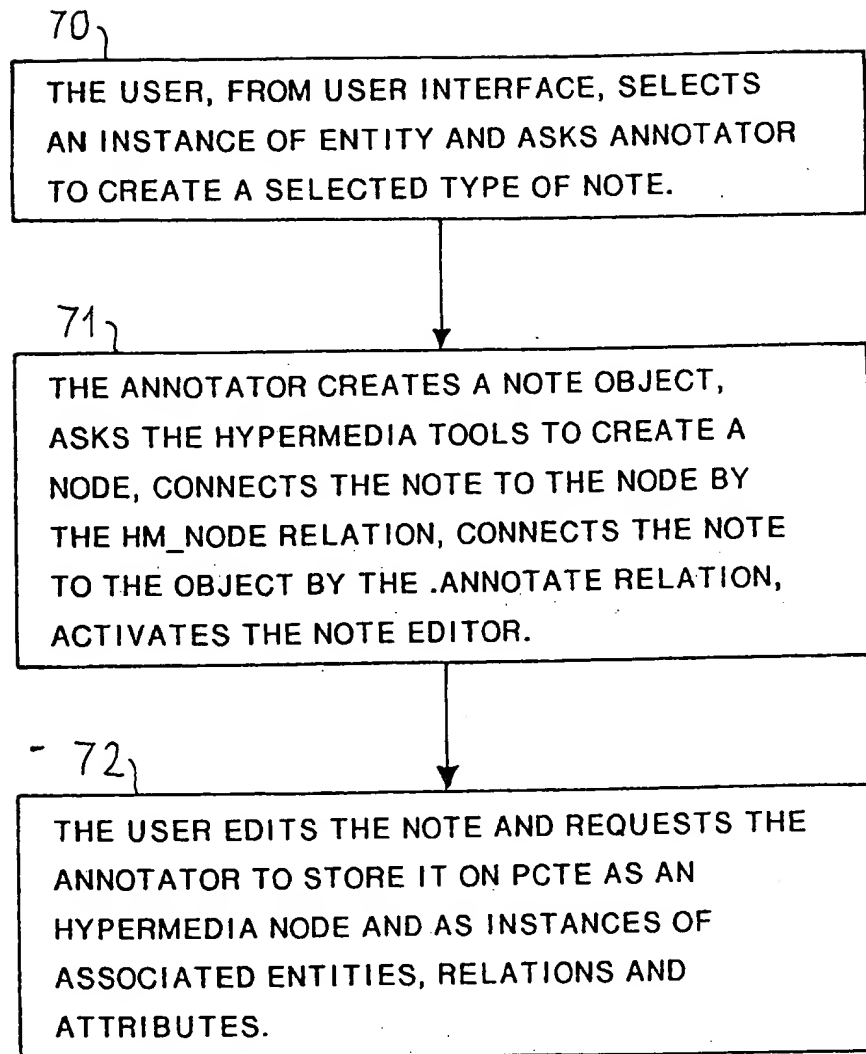 70
THE USER, FROM USER INTERFACE, SELECTS
AN INSTANCE OF ENTITY AND ASKS ANNOTATOR
TO CREATE A SELECTED TYPE OF NOTE.
71
THE ANNOTATOR CREATES A NOTE OBJECT,
ASKS THE HYPERMEDIA TOOLS TO CREATE A
NODE, CONNECTS THE NOTE TO THE NODE BY
THE HM_NODE RELATION, CONNECTS THE NOTE
TO THE OBJECT BY THE .ANNOTATE RELATION,
ACTIVATES THE NOTE EDITOR.
72
THE USER EDITS THE NOTE AND REQUESTS THE
ANNOTATOR TO STORE IT ON PCTE AS AN
HYPERMEDIA NODE AND AS INSTANCES OF
ASSOCIATED ENTITIES, RELATIONS AND
ATTRIBUTES.